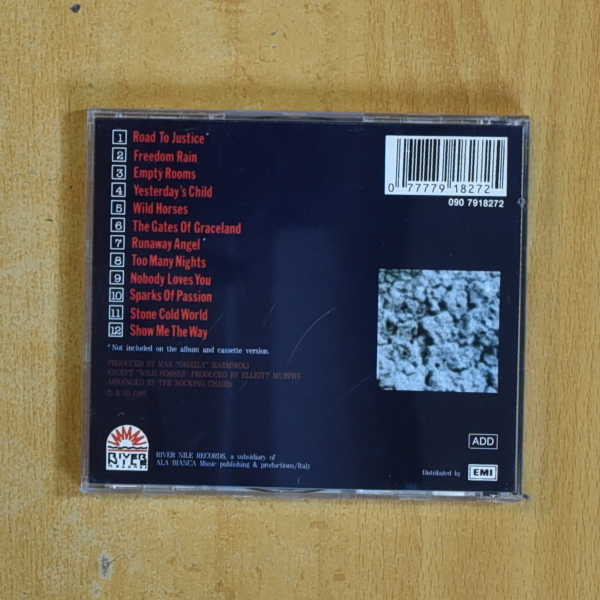 1 Road To Justice*
2 Freedom Rain
3 Empty Rooms
4 Yesterday's Child
5 Wild Horses
6 The Gates Of Graceland
7 Runaway Angel*
8 Too Many Nights
9 Nobody Loves You
10 Sparks Of Passion
11 Stone Cold World
12 Show Me The Way
* Not included on the album and cassette version.
PRODUCED BY MAX "GRIZZLY" MARMIROLI
EXCEPT "WILD HORSES" PRODUCED BY ELLIOTT MURPHY
ARRANGED BY THE ROCKING CHAIRS
1989
0 77779 18272
090 7918272
RIVER
NILE
RECORDS
RIVER NILE RECORDS, a subsidiary of
ALA BIANCA Music publishing & productions/Italy
ADD
Distributed by EMI